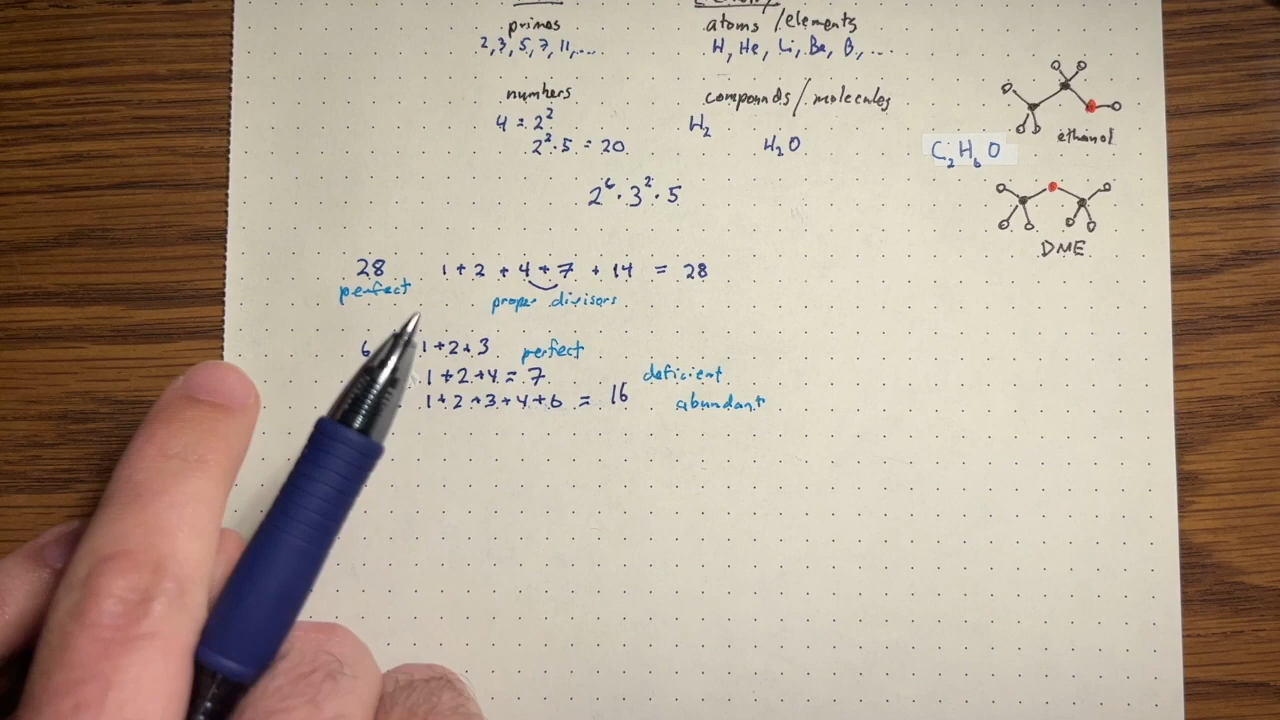 primes
2, 3, 5, 7, 11, ....
numbers
4 = 2²
2²·5 = 20
2⁶·3²·5
atoms/elements
H, He, Li, Be, B, ...
compounds/molecules
H₂
H₂O
ethanol
C₂H₆O
DME
28 1 + 2 + 4 + 7 + 14 = 28
perfect proper divisors
6 1+2+3 perfect
1+2+4 = 7 deficient
1+2+3+4+6 = 16 abundant